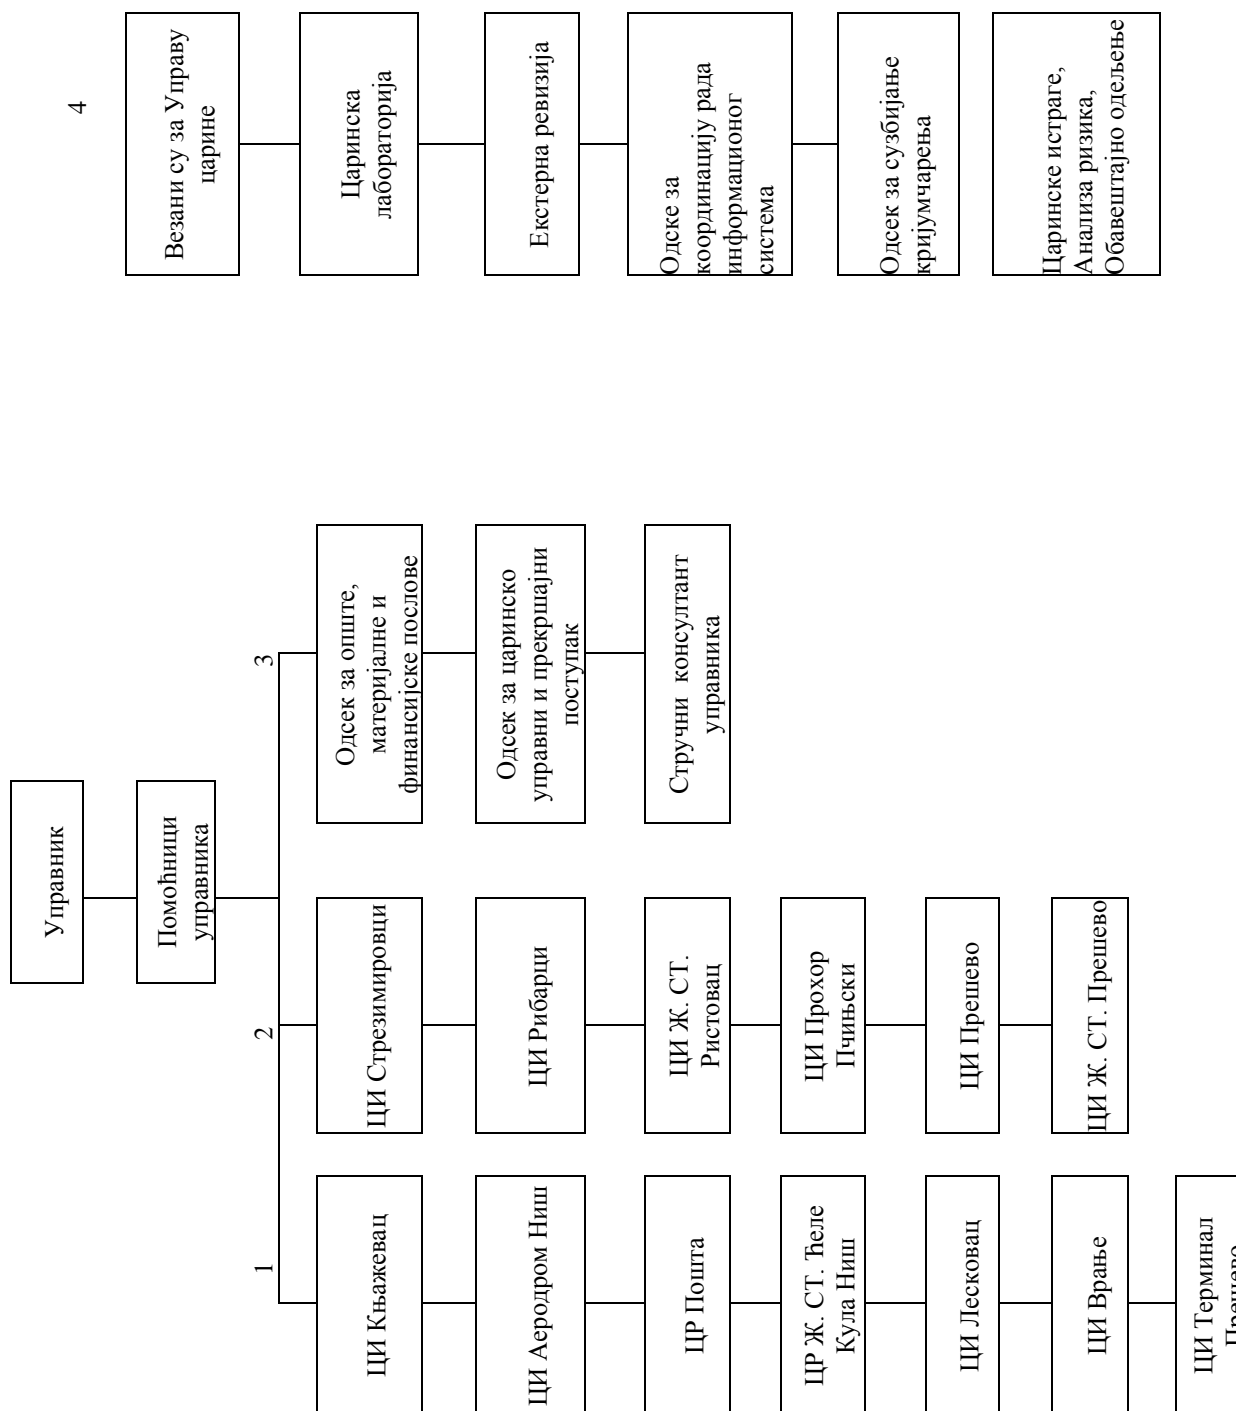 Управник
Помоћници
управника
1
ЦИ Књажевац
ЦИ Аеродром Ниш
ЦР Пошта
ЦР Ж. СТ. Ћеле
Кула Ниш
ЦИ Лесковац
ЦИ Врање
ЦИ Терминал
Прешево
2
ЦИ Стрезимировци
ЦИ Рибарци
ЦИ Ж. СТ.
Ристовац
ЦИ Прохор
Пчињски
ЦИ Прешево
ЦИ Ж. СТ. Прешево
3
Одсек за опште,
материјалне и
финансијске послове
Одсек за царинско
управни и прекршајни
поступак
Стручни консултант
управника
4
Везани су за Управу
царине
Царинска
лабораторија
Екстерна ревизија
Одске за
координацију рада
информационог
система
Одсек за сузбијање
кријумчарења
Царинске истраге,
Анализа ризика,
Обавештајно одељење